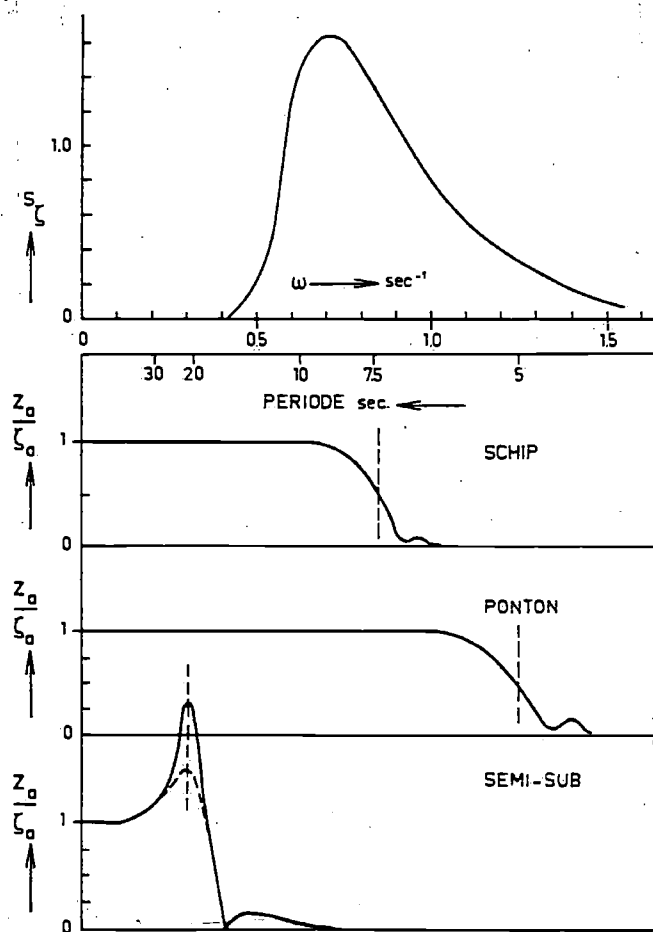 1.0
S ζ
ω sec⁻¹
0
0 0.5 1.0 1.5
30 20 10 7.5 5
PERIODE sec.
z a
ζ a
1
SCHIP
0
z a
ζ a
PONTON
1
0
z a
ζ a
SEMI-SUB
1
0